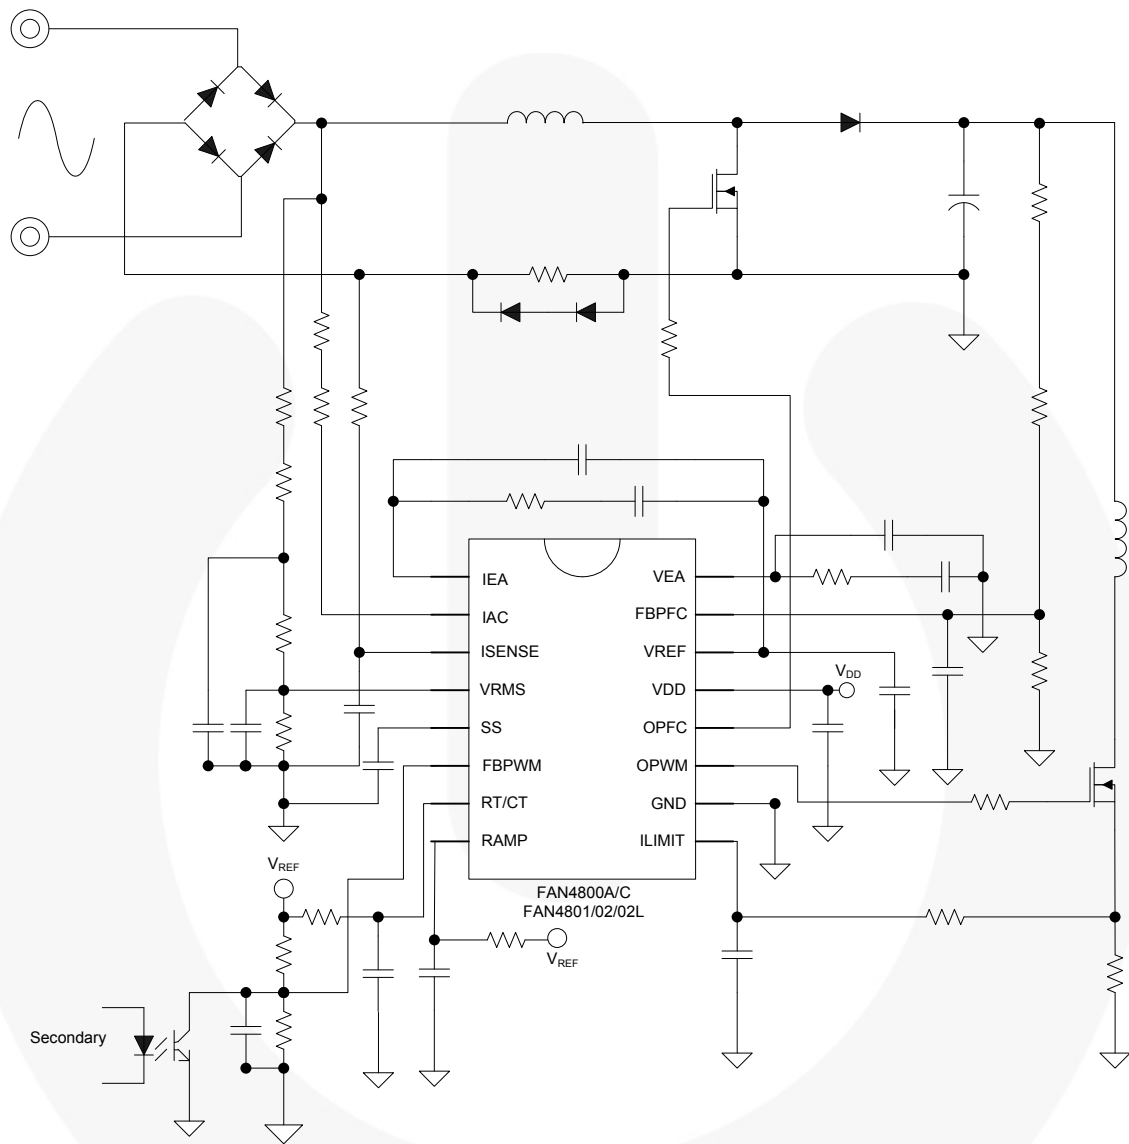 IEA
IAC
ISENSE
VRMS
SS
FBPWM
RT/CT
RAMP
VEA
FBPFC
VREF
VDD
OPFC
OPWM
GND
ILIMIT
VDD
FAN4800A/C
FAN4801/02/02L
VREF
VREF
Secondary